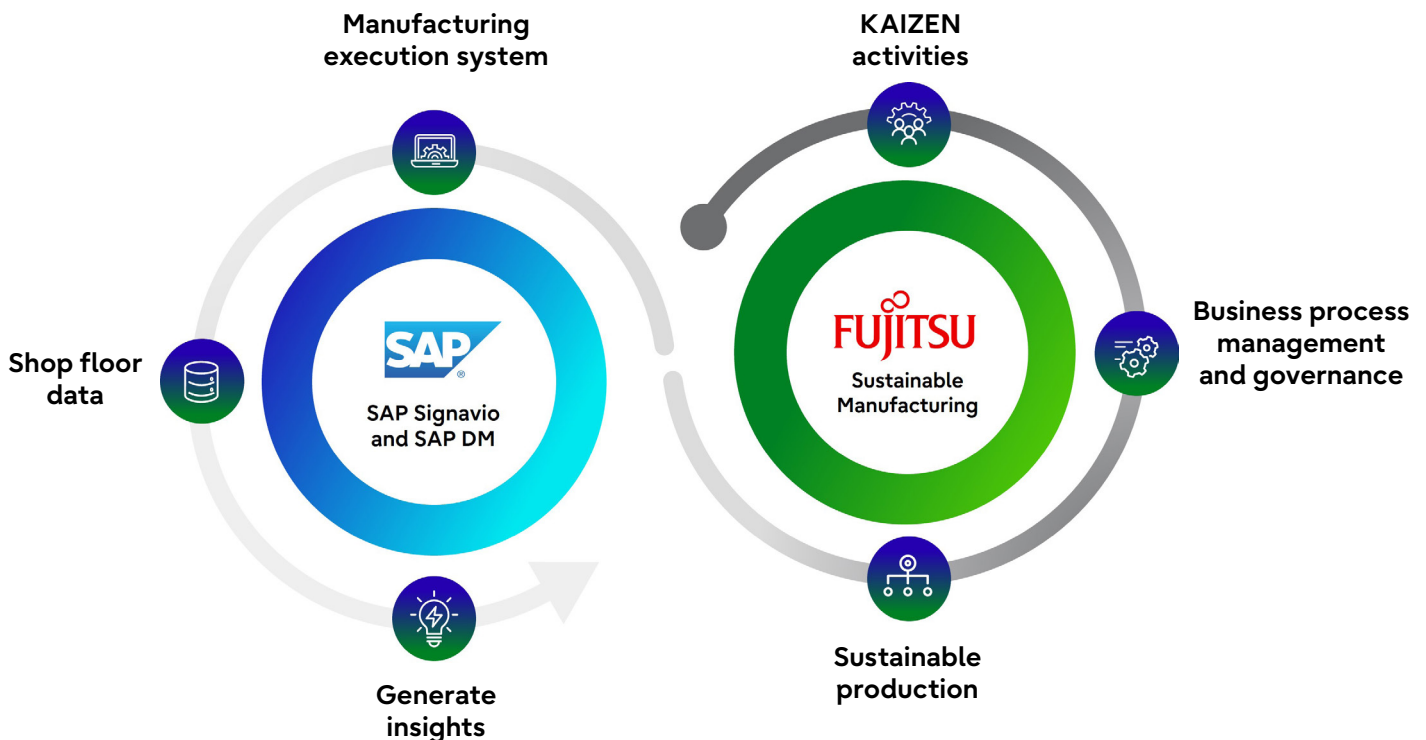 Manufacturing
execution system
KAIZEN
activities
Shop floor
data
SAP
®
SAP Signavio
and SAP DM
FUJITSU
Sustainable
Manufacturing
Business process
management
and governance
Generate
insights
Sustainable
production